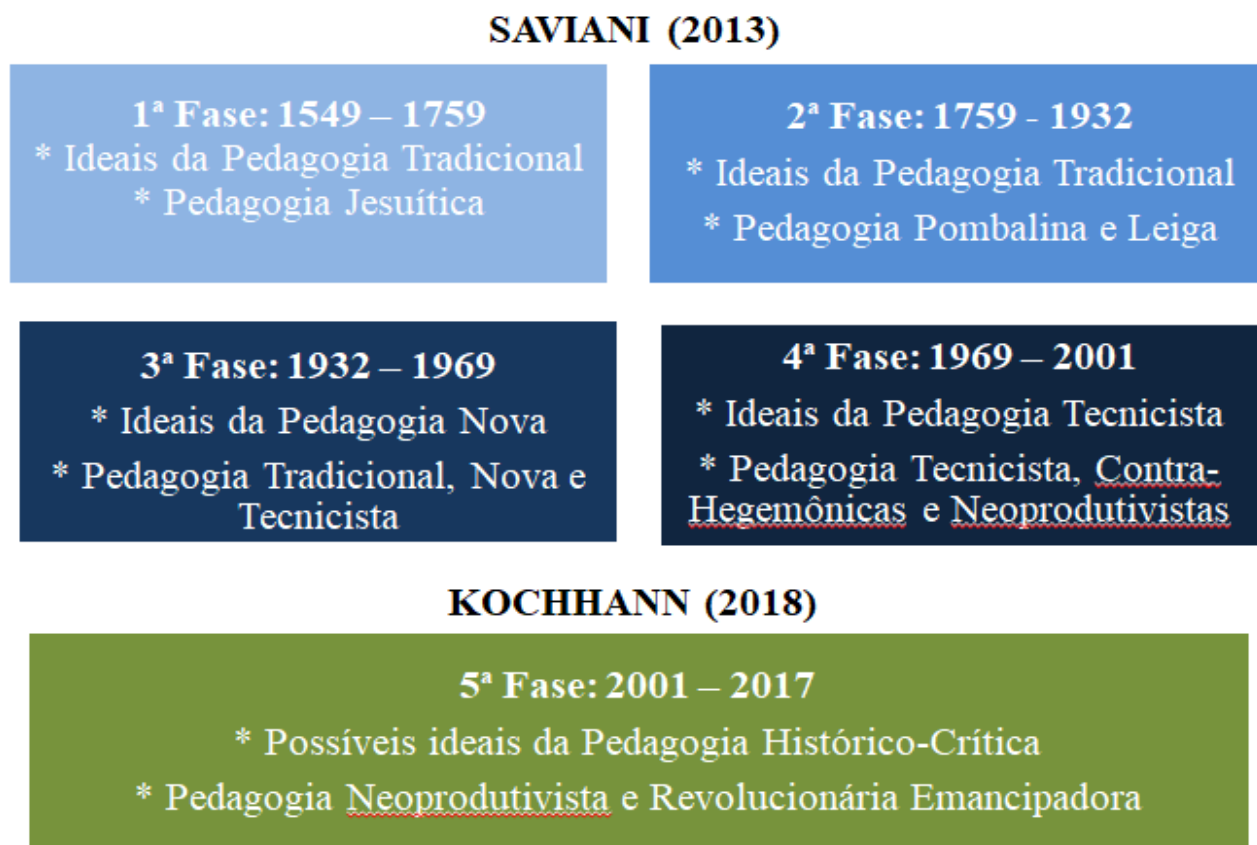 SAVIANI (2013)
1ª Fase: 1549 – 1759
* Ideais da Pedagogia Tradicional
* Pedagogia Jesuítica
2ª Fase: 1759 - 1932
* Ideais da Pedagogia Tradicional
* Pedagogia Pombalina e Leiga
3ª Fase: 1932 – 1969
* Ideais da Pedagogia Nova
* Pedagogia Tradicional, Nova e
Tecnicista
4ª Fase: 1969 – 2001
* Ideais da Pedagogia Tecnicista
* Pedagogia Tecnicista, Contra-
Hegemônicas e Neoprodutivistas
KOCHHANN (2018)
5ª Fase: 2001 – 2017
* Possíveis ideais da Pedagogia Histórico-Crítica
* Pedagogia Neoprodutivista e Revolucionária Emancipadora